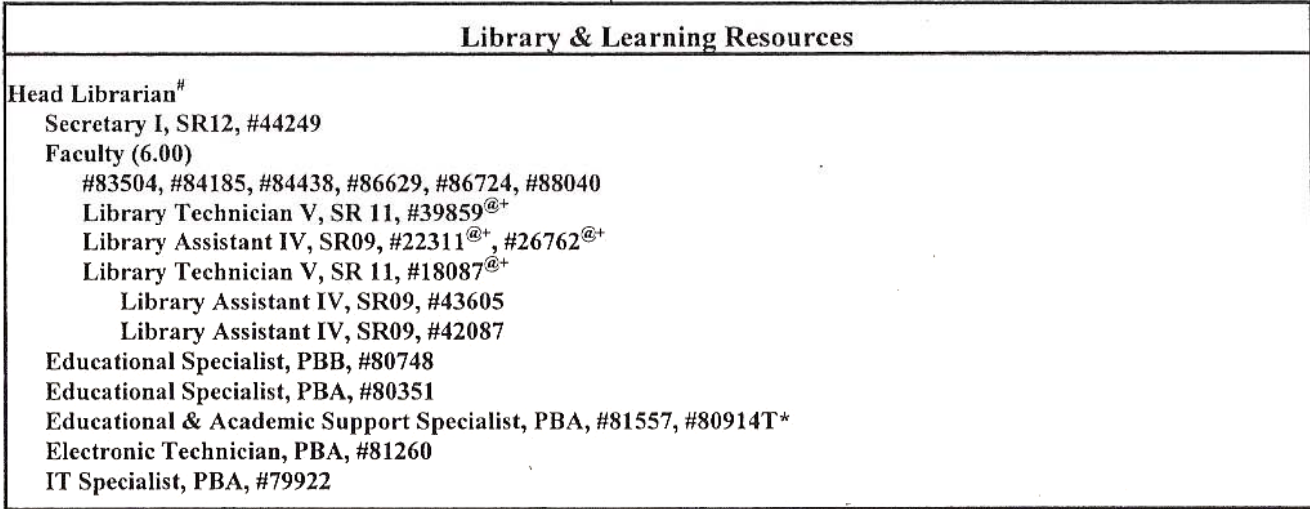 Library & Learning Resources
Head Librarian#
Secretary I, SR12, #44249
Faculty (6.00)
#83504, #84185, #84438, #86629, #86724, #88040
Library Technician V, SR 11, #39859@+
Library Assistant IV, SR09, #22311@+, #26762@+
Library Technician V, SR 11, #18087@+
Library Assistant IV, SR09, #43605
Library Assistant IV, SR09, #42087
Educational Specialist, PBB, #80748
Educational Specialist, PBA, #80351
Educational & Academic Support Specialist, PBA, #81557, #80914T*
Electronic Technician, PBA, #81260
IT Specialist, PBA, #79922